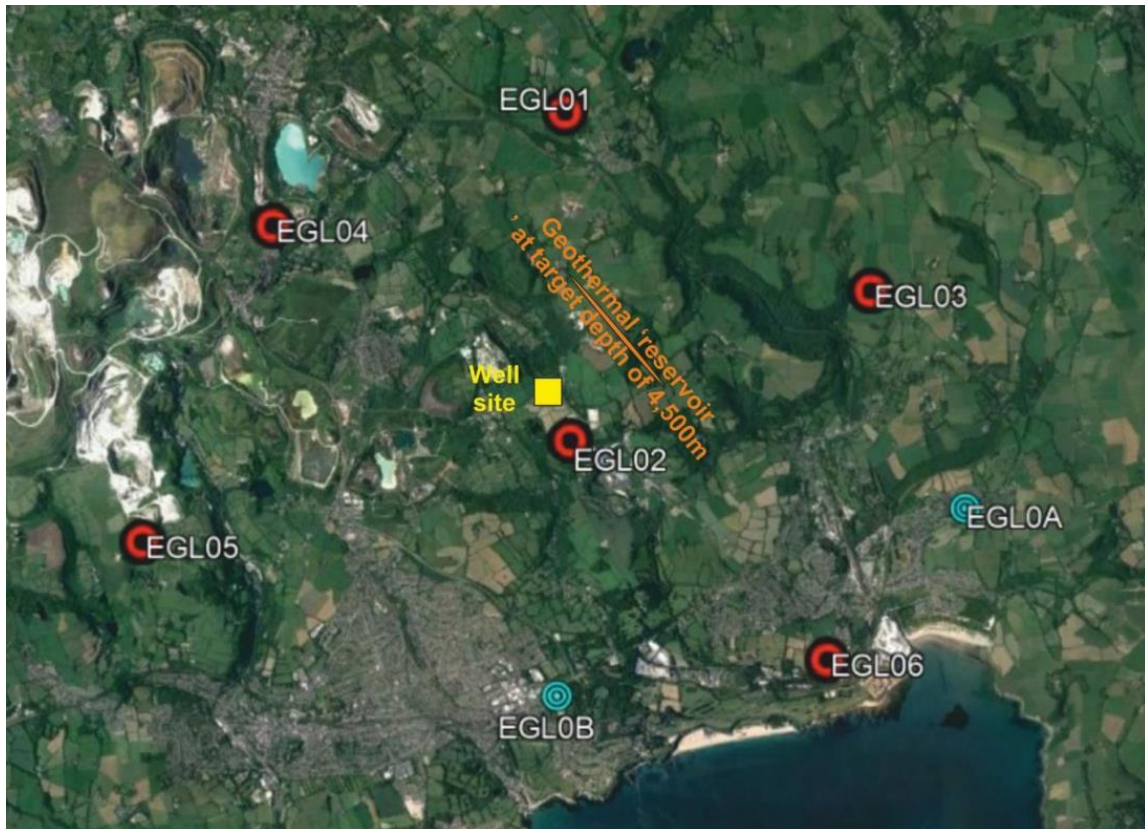 EGL01
EGL04
Geothermal ‘reservoir
’ at target depth of 4,500m
EGL03
Well
site
EGL02
EGL0A
EGL05
EGL06
EGL0B